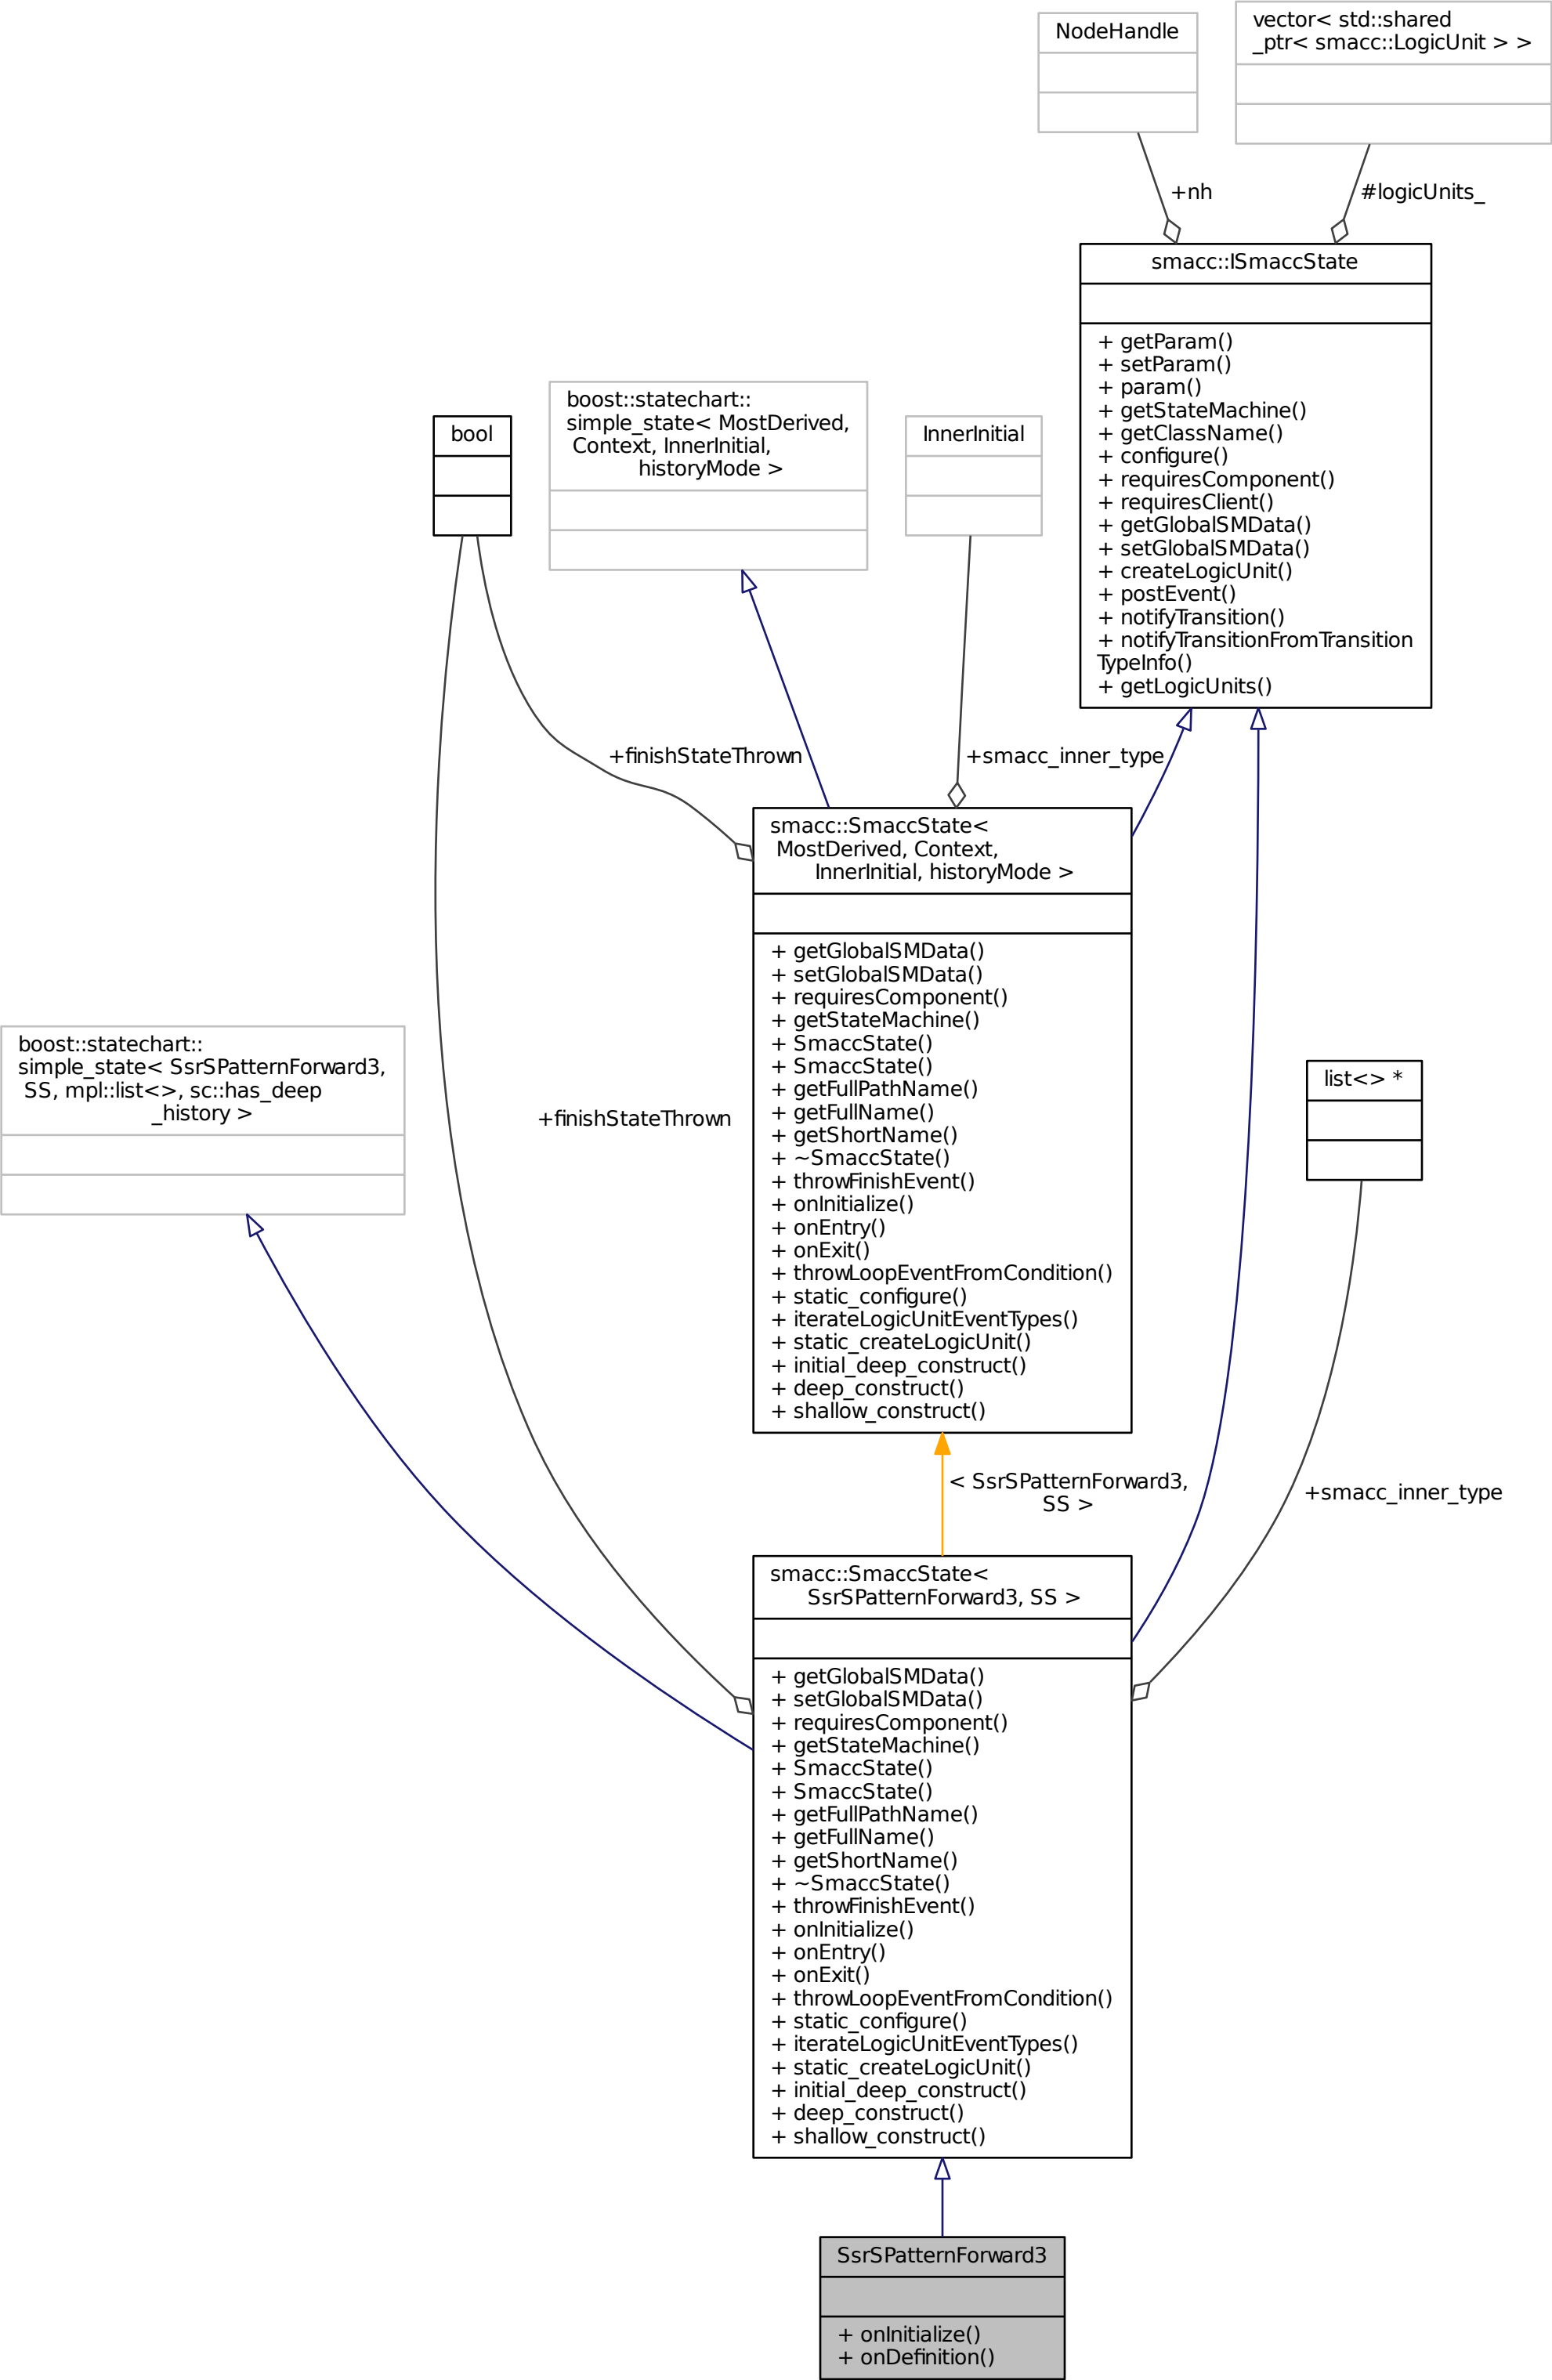 NodeHandle
vector< std::shared
_ptr< smacc::LogicUnit > >
+nh
#logicUnits_
smacc::ISmaccState
+ getParam()
+ setParam()
+ param()
+ getStateMachine()
+ getClassName()
+ configure()
+ requiresComponent()
+ requiresClient()
+ getGlobalSMData()
+ setGlobalSMData()
+ createLogicUnit()
+ postEvent()
+ notifyTransition()
+ notifyTransitionFromTransition
TypeInfo()
+ getLogicUnits()
boost::statechart::
simple_state< MostDerived,
Context, InnerInitial,
historyMode >
bool
InnerInitial
+finishStateThrown
+smacc_inner_type
smacc::SmaccState<
MostDerived, Context,
InnerInitial, historyMode >
+ getGlobalSMData()
+ setGlobalSMData()
+ requiresComponent()
+ getStateMachine()
+ SmaccState()
+ SmaccState()
+ getFullPathName()
+ getFullName()
+ getShortName()
+ ~SmaccState()
+ throwFinishEvent()
+ onInitialize()
+ onEntry()
+ onExit()
+ throwLoopEventFromCondition()
+ static_configure()
+ iterateLogicUnitEventTypes()
+ static_createLogicUnit()
+ initial_deep_construct()
+ deep_construct()
+ shallow_construct()
boost::statechart::
simple_state< SsrSPatternForward3,
SS, mpl::list<>, sc::has_deep
_history >
+finishStateThrown
list<> *
< SsrSPatternForward3,
SS >
+smacc_inner_type
smacc::SmaccState<
SsrSPatternForward3, SS >
+ getGlobalSMData()
+ setGlobalSMData()
+ requiresComponent()
+ getStateMachine()
+ SmaccState()
+ SmaccState()
+ getFullPathName()
+ getFullName()
+ getShortName()
+ ~SmaccState()
+ throwFinishEvent()
+ onInitialize()
+ onEntry()
+ onExit()
+ throwLoopEventFromCondition()
+ static_configure()
+ iterateLogicUnitEventTypes()
+ static_createLogicUnit()
+ initial_deep_construct()
+ deep_construct()
+ shallow_construct()
SsrSPatternForward3
+ onInitialize()
+ onDefinition()